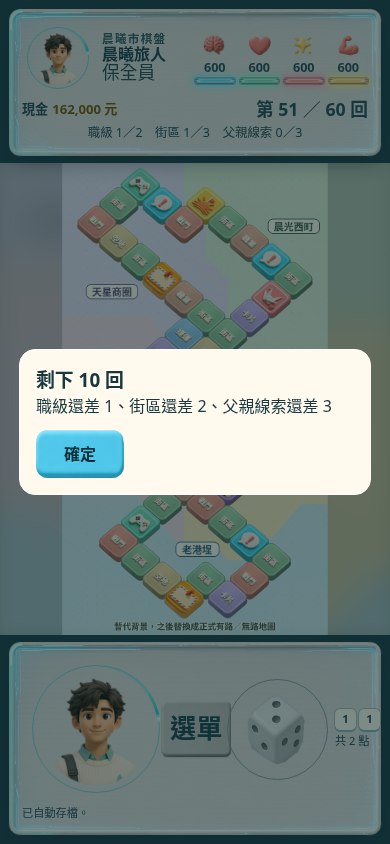 晨曦市棋盤
晨曦旅人
保全員
600 600 600 600
現金 162,000 元
第 51 ／ 60 回
職級 1／2 街區 1／3 父親線索 0／3
晨光西町
天星商圈
剩下 10 回
職級還差 1、街區還差 2、父親線索還差 3
確定
老港埕
暫代背景，之後替換成正式有路／無路地圖
選單
1 1
共 2 點
已自動存檔。